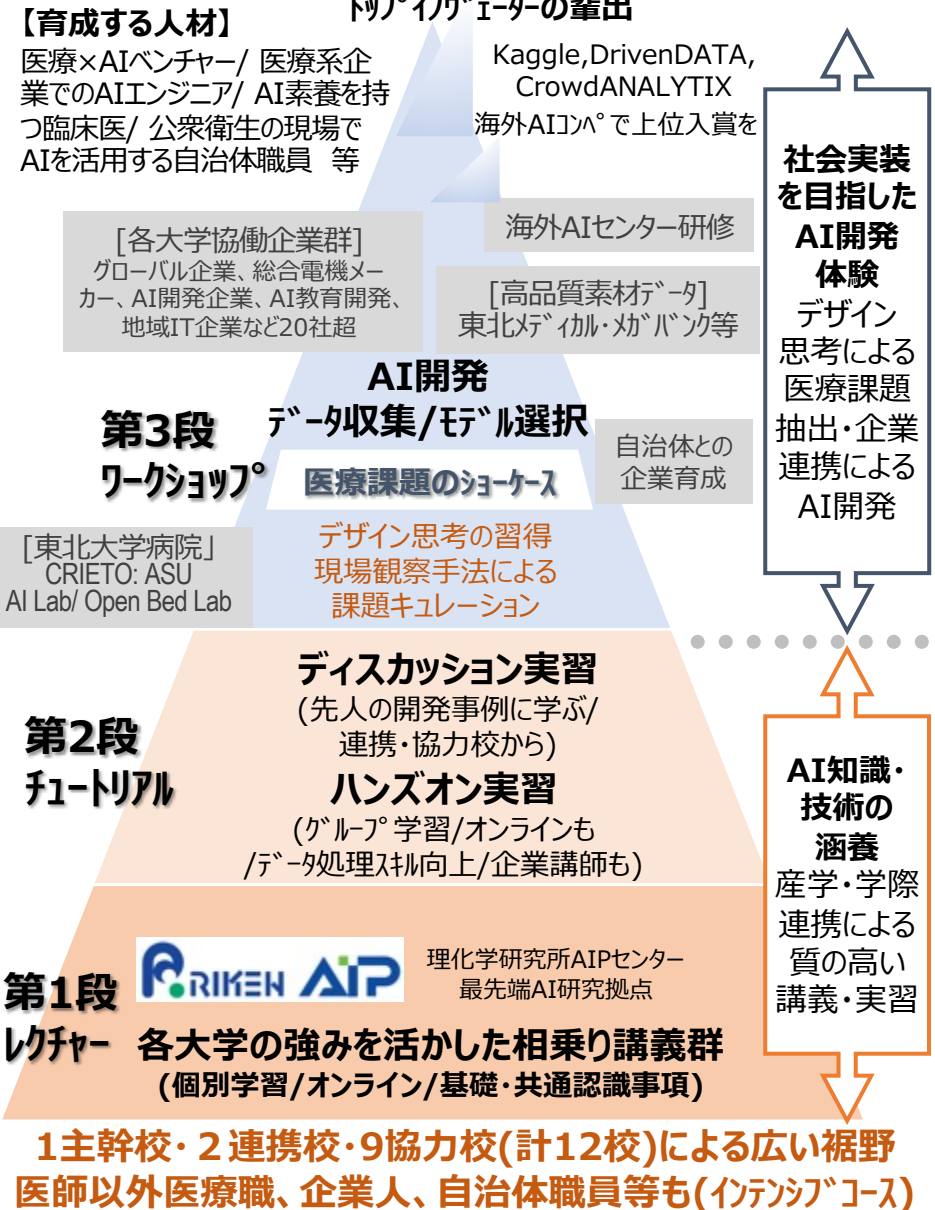 トップイノヴェーターの輩出
【育成する人材】
医療×AIベンチャー/ 医療系企
業でのAIエンジニア/ AI素養を持
つ臨床医/ 公衆衛生の現場で
AIを活用する自治体職員 等
Kaggle,DrivenDATA,
CrowdANALYTIX
海外AIコンペで上位入賞を
[各大学協働企業群]
グローバル企業、総合電機メー
カー、AI開発企業、AI教育開発、
地域IT企業など20社超
海外AIセンター研修
[高品質素材データ]
東北メディカル・メガバンク等
AI開発
データ収集/モデル選択
第3段
ワークショップ
医療課題のショーケース
自治体との
企業育成
[東北大学病院」
CRIETO: ASU
AI Lab/ Open Bed Lab
デザイン思考の習得
現場観察手法による
課題キュレーション
社会実装
を目指した
AI開発
体験
デザイン
思考による
医療課題
抽出・企業
連携による
AI開発
第2段
チュートリアル
ディスカッション実習
(先人の開発事例に学ぶ/
連携・協力校から)
ハンズオン実習
(グループ学習/オンラインも
/データ処理スキル向上/企業講師も)
第1段
レクチャー
RIKEN AIP
理化学研究所AIPセンター
最先端AI研究拠点
各大学の強みを活かした相乗り講義群
(個別学習/オンライン/基礎・共通認識事項)
AI知識・
技術の
涵養
産学・学際
連携による
質の高い
講義・実習
1主幹校・２連携校・9協力校(計12校)による広い裾野
医師以外医療職、企業人、自治体職員等も(インテンシブコース)